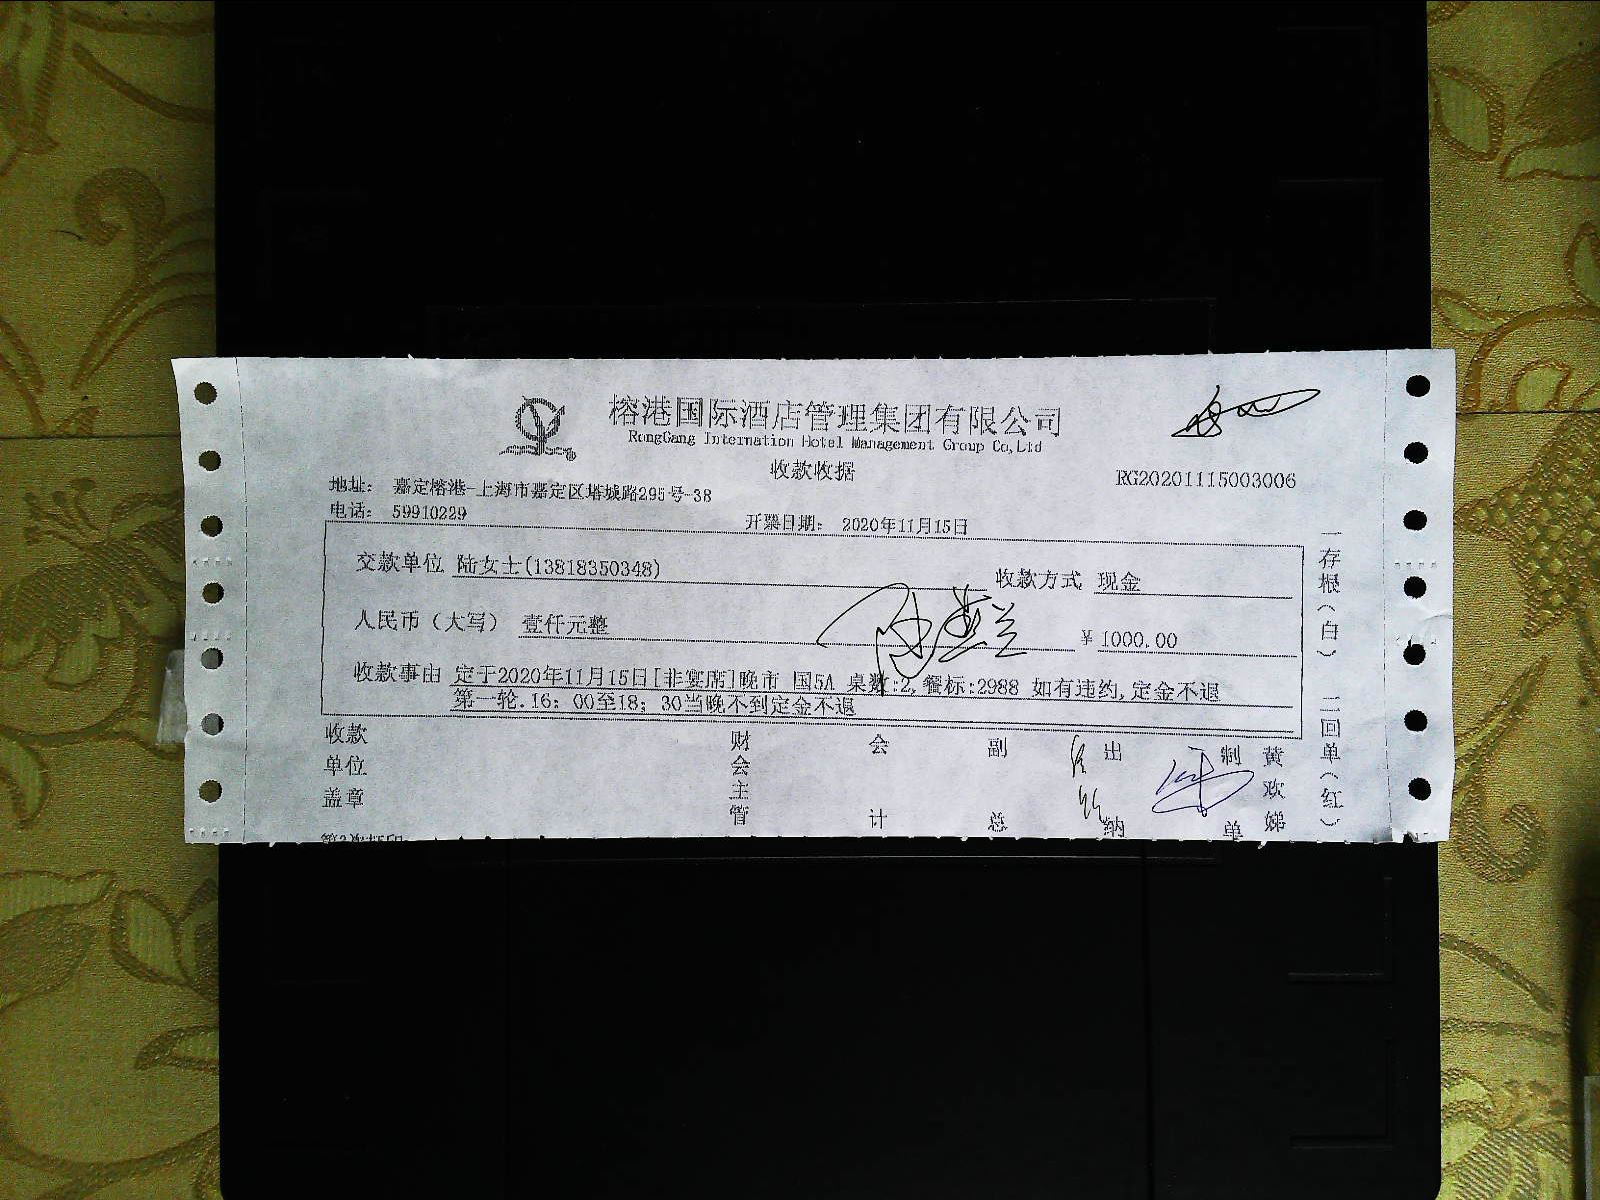 榕港国际酒店管理集团有限公司
RongGang Internation Hotel Management Group Co,Ltd
收款收据
RG20201115003006
地址： 嘉定榕港-上海市嘉定区塔城路295号-38
电话： 59910229
开票日期： 2020年11月15日
交款单位 陆女士(13818350348)
收款方式 现金
人民币（大写） 壹仟元整
￥1000.00
收款事由 定于2020年11月15日[非宴席]晚市 国5A 桌数:2,餐标:2988 如有违约,定金不退
第一轮.16：00至18：30当晚不到定金不退
收款单位盖章
财会主管
会计
副总
出纳
制单
黄欢娣
一存根（白） 二回单（红）